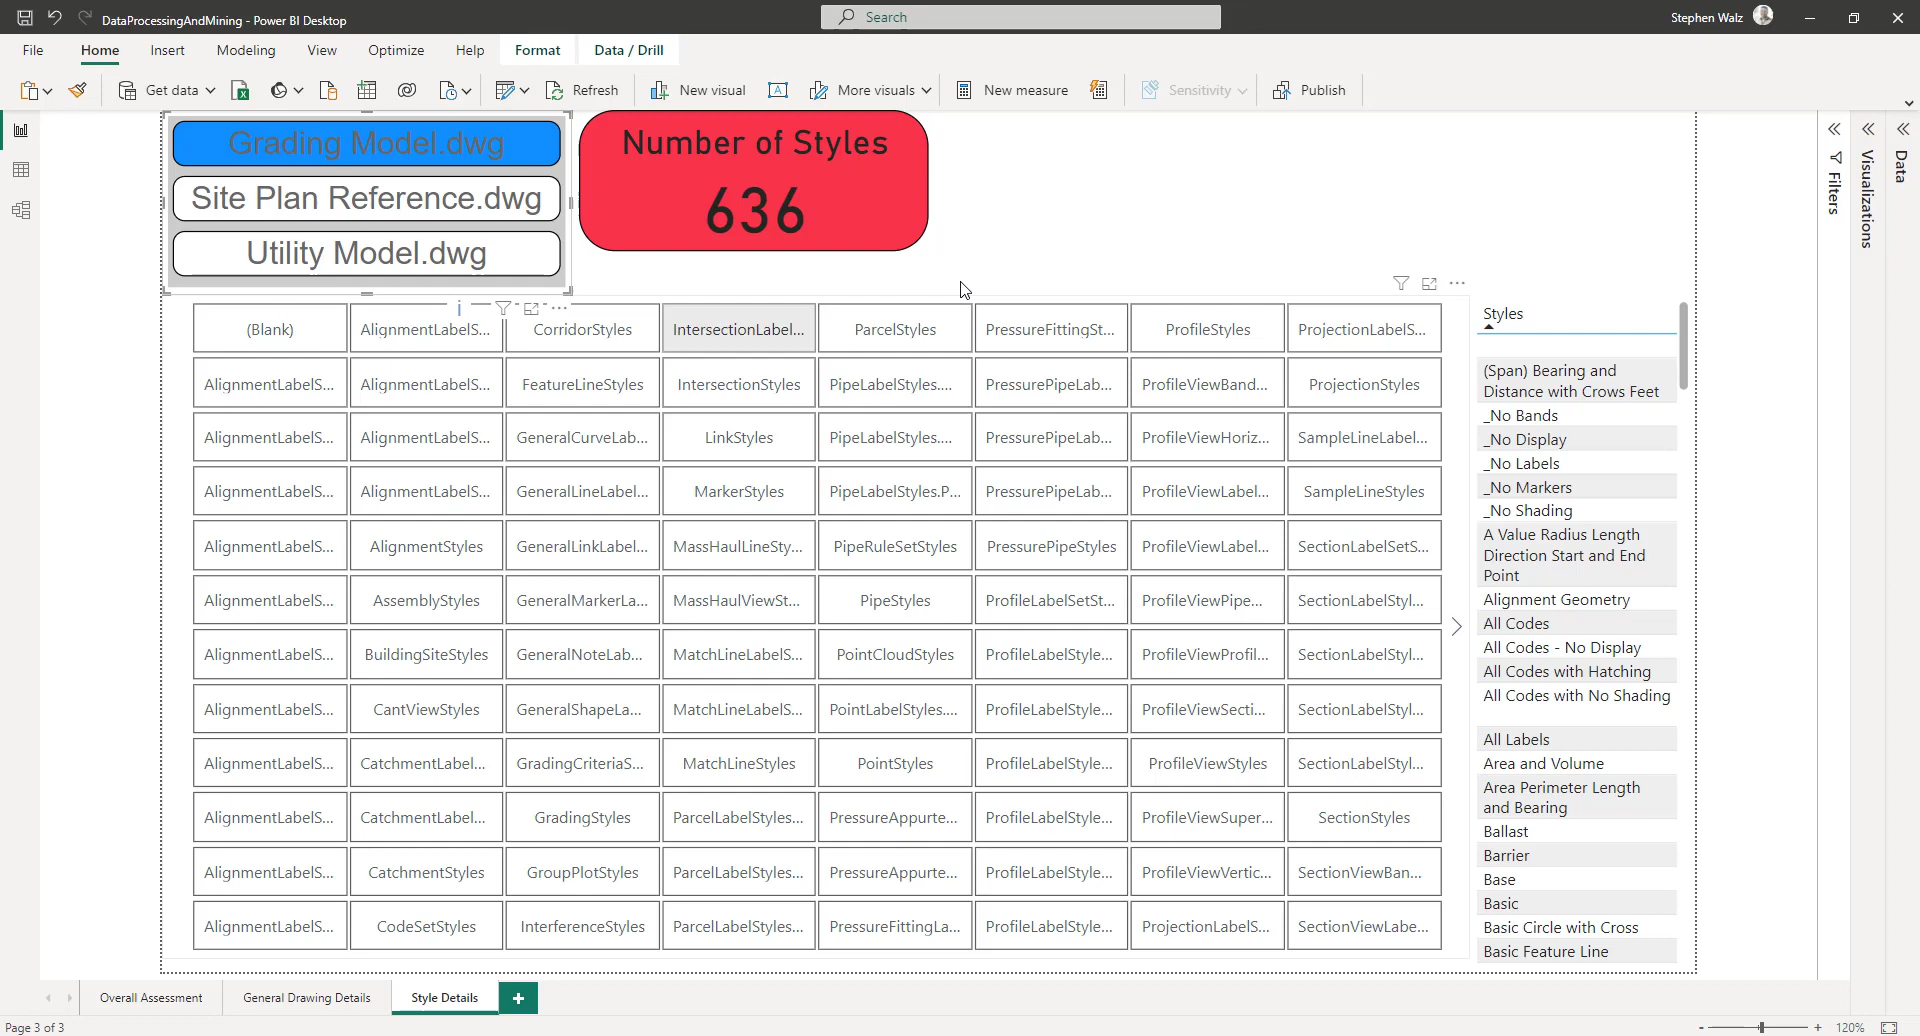 DataProcessingAndMining - Power BI Desktop
Search
Stephen Walz
File Home Insert Modeling View Optimize Help Format Data / Drill
Get data Refresh New visual More visuals New measure Sensitivity Publish
Grading Model.dwg
Site Plan Reference.dwg
Utility Model.dwg
Number of Styles
636
Filters
Visualizations
Data
(Blank) AlignmentLabelS... CorridorStyles IntersectionLabel... ParcelStyles PressureFittingSt... ProfileStyles ProjectionLabelS...
AlignmentLabelS... AlignmentLabelS... FeatureLineStyles IntersectionStyles PipeLabelStyles.... PressurePipeLab... ProfileViewBand... ProjectionStyles
AlignmentLabelS... AlignmentLabelS... GeneralCurveLab... LinkStyles PipeLabelStyles.... PressurePipeLab... ProfileViewHoriz... SampleLineLabel...
AlignmentLabelS... AlignmentLabelS... GeneralLineLabel... MarkerStyles PipeLabelStyles.P... PressurePipeLab... ProfileViewLabel... SampleLineStyles
AlignmentLabelS... AlignmentStyles GeneralLinkLabel... MassHaulLineSty... PipeRuleSetStyles PressurePipeStyles ProfileViewLabel... SectionLabelSetS...
AlignmentLabelS... AssemblyStyles GeneralMarkerLa... MassHaulViewSt... PipeStyles ProfileLabelSetSt... ProfileViewPipe... SectionLabelStyl...
AlignmentLabelS... BuildingSiteStyles GeneralNoteLab... MatchLineLabelS... PointCloudStyles ProfileLabelStyle... ProfileViewProfil... SectionLabelStyl...
AlignmentLabelS... CantViewStyles GeneralShapeLa... MatchLineLabelS... PointLabelStyles.... ProfileLabelStyle... ProfileViewSecti... SectionLabelStyl...
AlignmentLabelS... CatchmentLabel... GradingCriteriaS... MatchLineStyles PointStyles ProfileLabelStyle... ProfileViewStyles SectionLabelStyl...
AlignmentLabelS... CatchmentLabel... GradingStyles ParcelLabelStyles... PressureAppurte... ProfileLabelStyle... ProfileViewSuper... SectionStyles
AlignmentLabelS... CatchmentStyles GroupPlotStyles ParcelLabelStyles... PressureAppurte... ProfileLabelStyle... ProfileViewVertic... SectionViewBan...
AlignmentLabelS... CodeSetStyles InterferenceStyles ParcelLabelStyles... PressureFittingLa... ProfileLabelStyle... ProjectionLabelS... SectionViewLabe...
Styles
(Span) Bearing and
Distance with Crows Feet
_No Bands
_No Display
_No Labels
_No Markers
_No Shading
A Value Radius Length
Direction Start and End
Point
Alignment Geometry
All Codes
All Codes - No Display
All Codes with Hatching
All Codes with No Shading
All Labels
Area and Volume
Area Perimeter Length
and Bearing
Ballast
Barrier
Base
Basic
Basic Circle with Cross
Basic Feature Line
Overall Assessment General Drawing Details Style Details
Page 3 of 3
120%